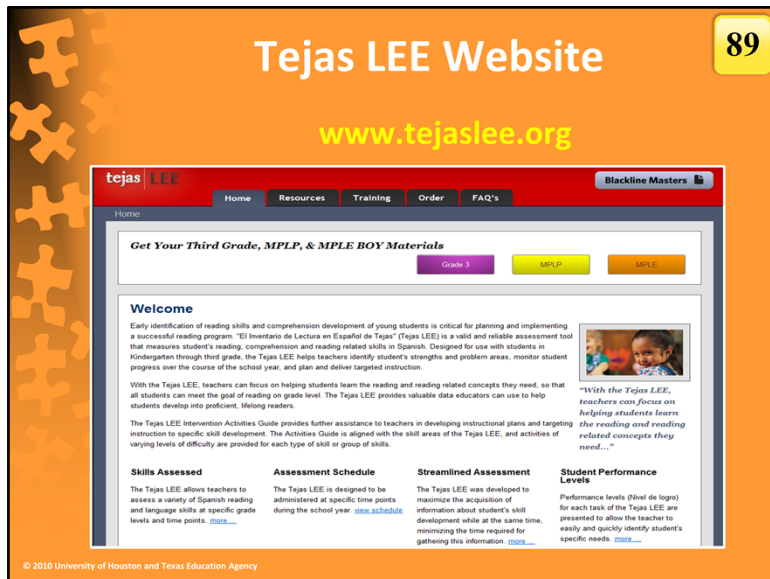 Tejas LEE Website
89
www.tejaslee.org
tejas LEE
Blackline Masters
Home Resources Training Order FAQ's
Home
Get Your Third Grade, MPLP, & MPLE BOY Materials
Grade 3 MPLP MPLE
Welcome
Early identification of reading skills and comprehension development of young students is critical for planning and implementing
a successful reading program. "El Inventario de Lectura en Español de Tejas" (Tejas LEE) is a valid and reliable assessment tool
that measures student's reading, comprehension and reading related skills in Spanish. Designed for use with students in
Kindergarten through third grade, the Tejas LEE helps teachers identify student's strengths and problem areas, monitor student
progress over the course of the school year, and plan and deliver targeted instruction.
With the Tejas LEE, teachers can focus on helping students learn the reading and reading related concepts they need, so that
all students can meet the goal of reading on grade level. The Tejas LEE provides valuable data educators can use to help
students develop into proficient, lifelong readers.
The Tejas LEE Intervention Activities Guide provides further assistance to teachers in developing instructional plans and targeting
instruction to specific skill development. The Activities Guide is aligned with the skill areas of the Tejas LEE, and activities of
varying levels of difficulty are provided for each type of skill or group of skills.
"With the Tejas LEE,
teachers can focus on
helping students learn
the reading and reading
related concepts they
need..."
Skills Assessed
The Tejas LEE allows teachers to
assess a variety of Spanish reading
and language skills at specific grade
levels and time points. more ...
Assessment Schedule
The Tejas LEE is designed to be
administered at specific time points
during the school year. view schedule
Streamlined Assessment
The Tejas LEE was developed to
maximize the acquisition of
information about student's skill
development while at the same time,
minimizing the time required for
gathering this information. more ...
Student Performance
Levels
Performance levels (Nivel de logro)
for each task of the Tejas LEE are
presented to allow the teacher to
easily and quickly identify student's
specific needs. more ...
© 2010 University of Houston and Texas Education Agency